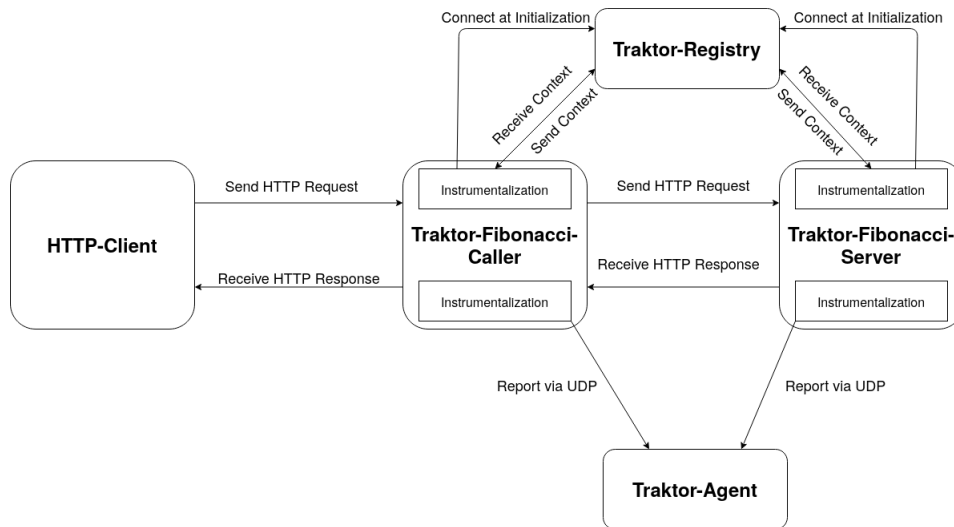 Connect at Initialization
Connect at Initialization
Traktor-Registry
Receive Context
Send Context
Receive Context
Send Context
Instrumentalization
Instrumentalization
Send HTTP Request
Send HTTP Request
HTTP-Client
Traktor-Fibonacci-
Caller
Traktor-Fibonacci-
Server
Receive HTTP Response
Receive HTTP Response
Instrumentalization
Instrumentalization
Report via UDP
Report via UDP
Traktor-Agent